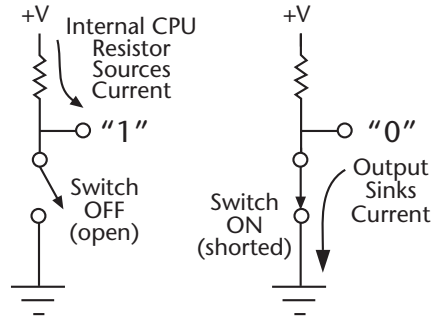 +V
Internal CPU
Resistor
Sources
Current
"1"
Switch
OFF
(open)
+V
"0"
Switch
ON
(shorted)
Output
Sinks
Current